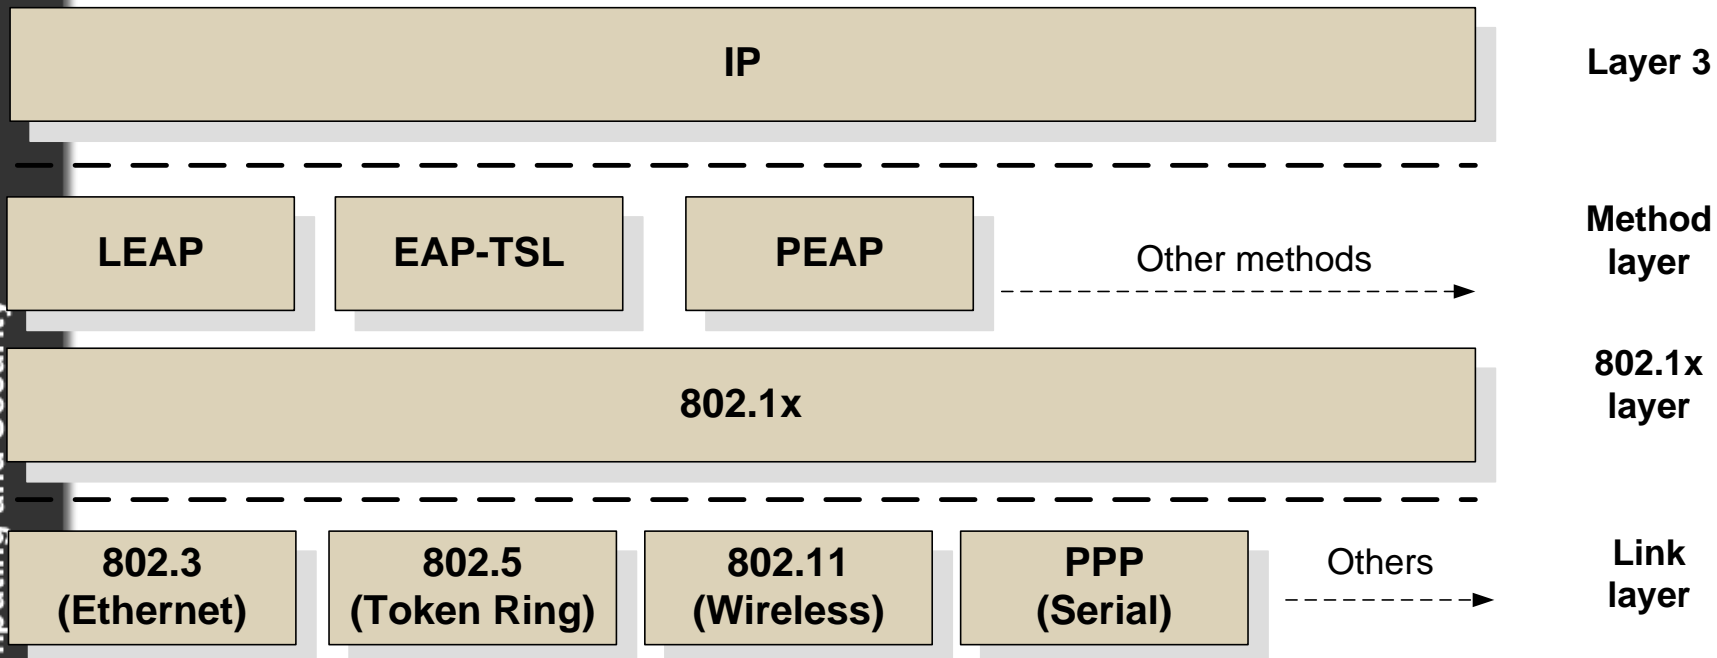 IP
Layer 3
LEAP
EAP-TSL
PEAP
Other methods
Method
layer
802.1x
802.1x
layer
802.3
(Ethernet)
802.5
(Token Ring)
802.11
(Wireless)
PPP
(Serial)
Others
Link
layer